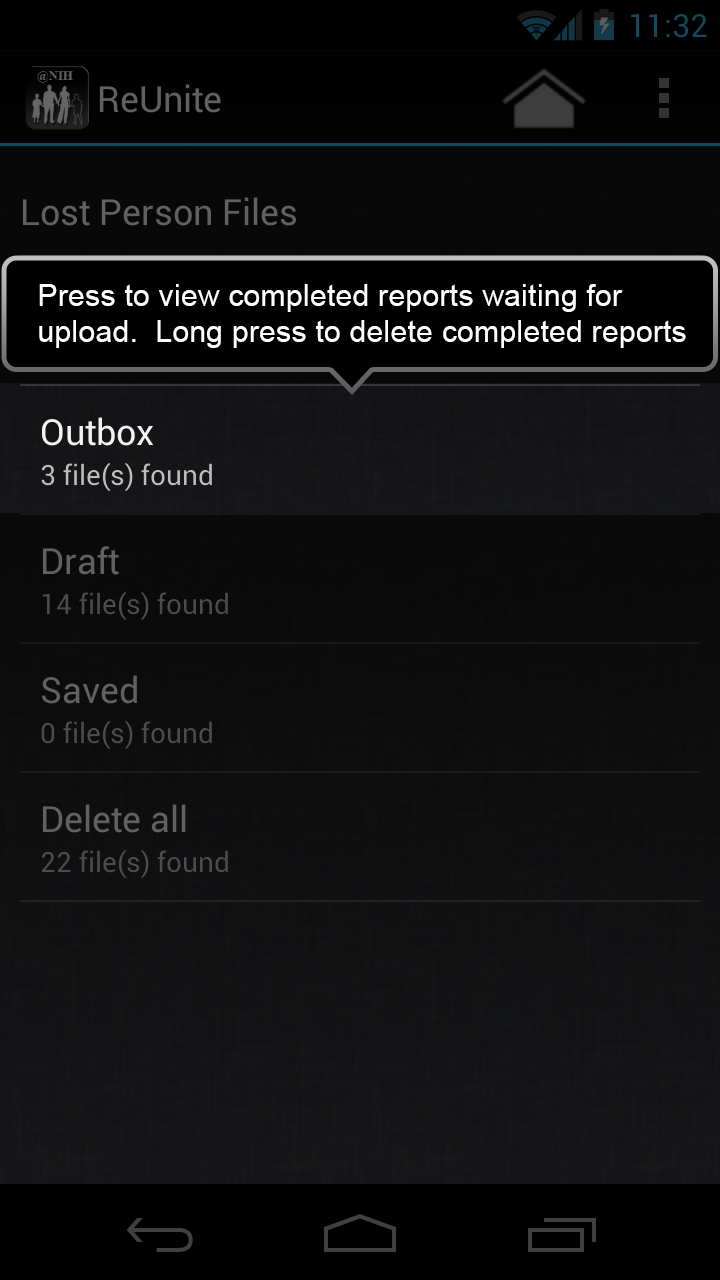 11:32
@NIH
ReUnite
Lost Person Files
Press to view completed reports waiting for
upload.  Long press to delete completed reports
Outbox
3 file(s) found
Draft
14 file(s) found
Saved
0 file(s) found
Delete all
22 file(s) found